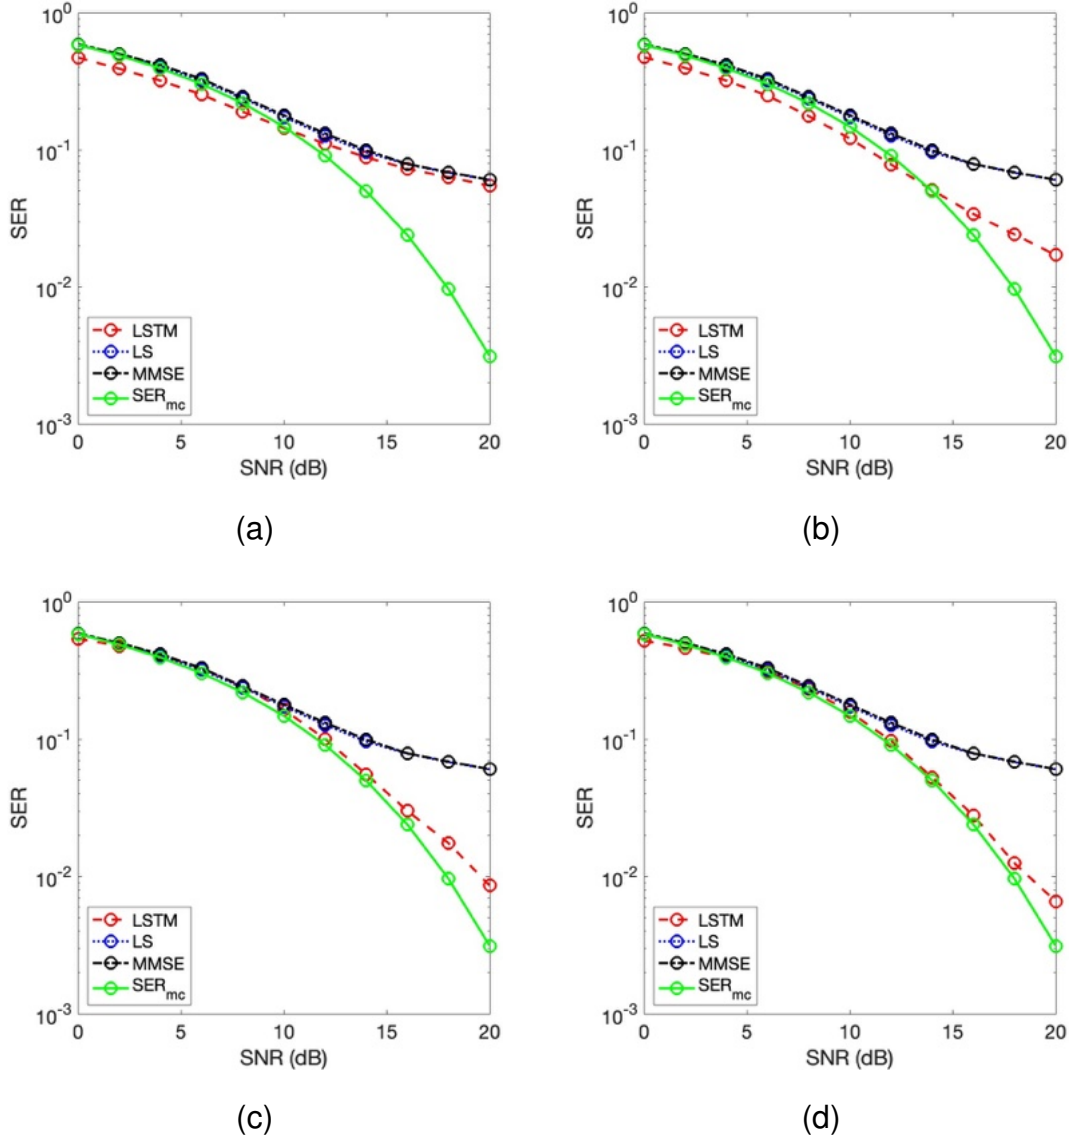 10^0
10^-1
10^-2
10^-3
SER
LSTM
LS
MMSE
SER_mc
0 5 10 15 20
SNR (dB)
(a)
10^0
10^-1
10^-2
10^-3
SER
LSTM
LS
MMSE
SER_mc
0 5 10 15 20
SNR (dB)
(b)
10^0
10^-1
10^-2
10^-3
SER
LSTM
LS
MMSE
SER_mc
0 5 10 15 20
SNR (dB)
(c)
10^0
10^-1
10^-2
10^-3
SER
LSTM
LS
MMSE
SER_mc
0 5 10 15 20
SNR (dB)
(d)